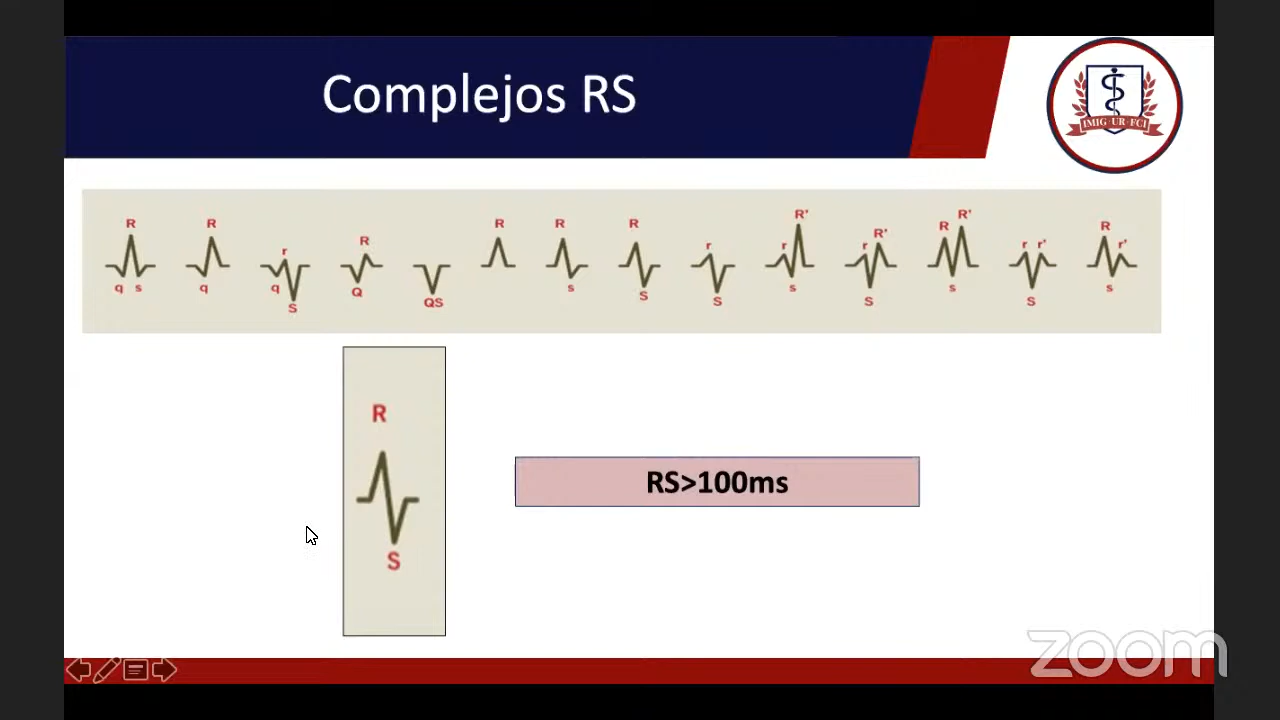 Complejos RS
IMIG-UR-FCI
R R r R R R R r R' R' R R' r r' R r'
q s q q S Q QS s S S r s r S s S s
R
RS>100ms
S
zoom